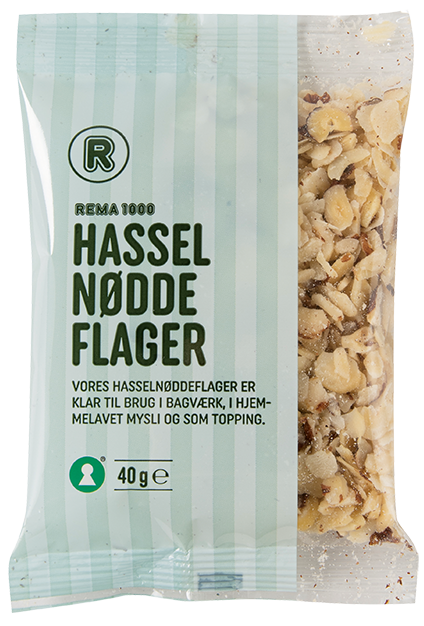 R
REMA 1000
HASSEL
NØDDE
FLAGER
VORES HASSELNØDDEFLAGER ER
KLAR TIL BRUG I BAGVÆRK, I HJEM-
MELAVET MYSLI OG SOM TOPPING.
®
40 g ℮